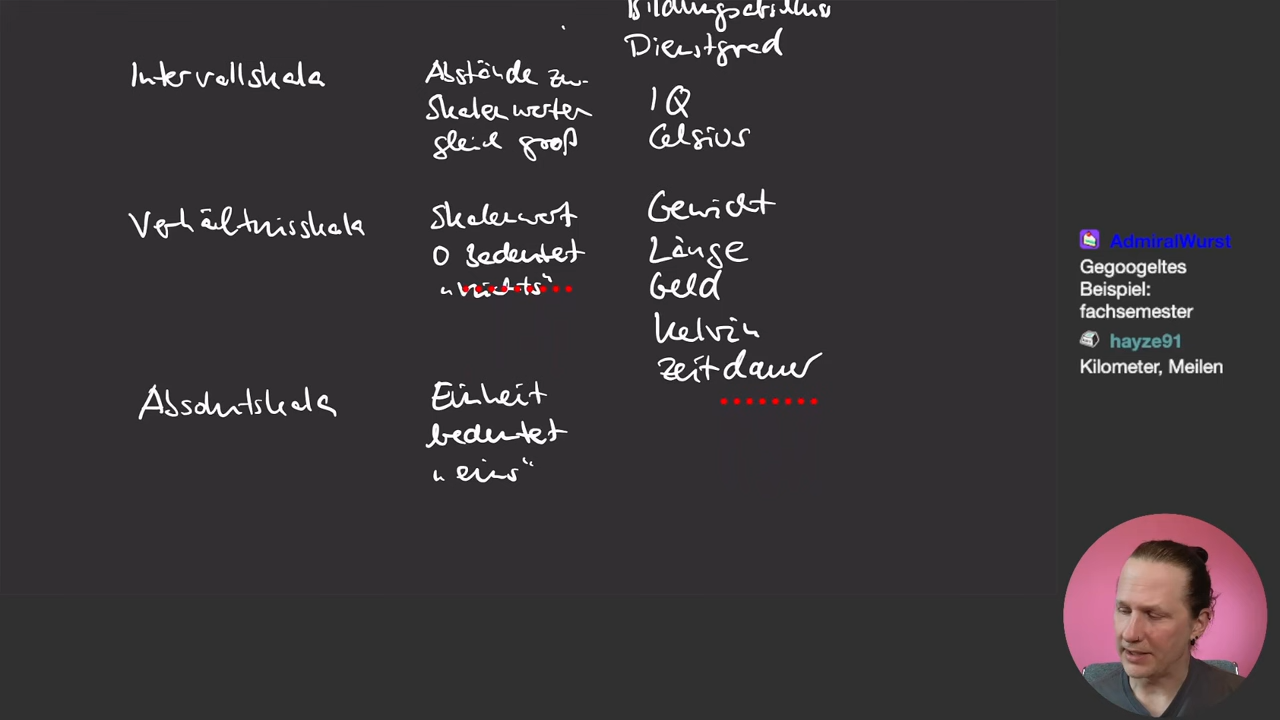 Dienstgrad
Intervallskala
Abstände zw.
Skalenwerten
gleich groß
IQ
Celsius
Verhältnisskala
Skalenwert
0 bedeutet
„nichts“
Gewicht
Länge
Geld
Kelvin
Zeitdauer
Absolutskala
Einheit
bedeutet
„eins“
AdmiralWurst
Gegoogeltes
Beispiel:
fachsemester
hayze91
Kilometer, Meilen